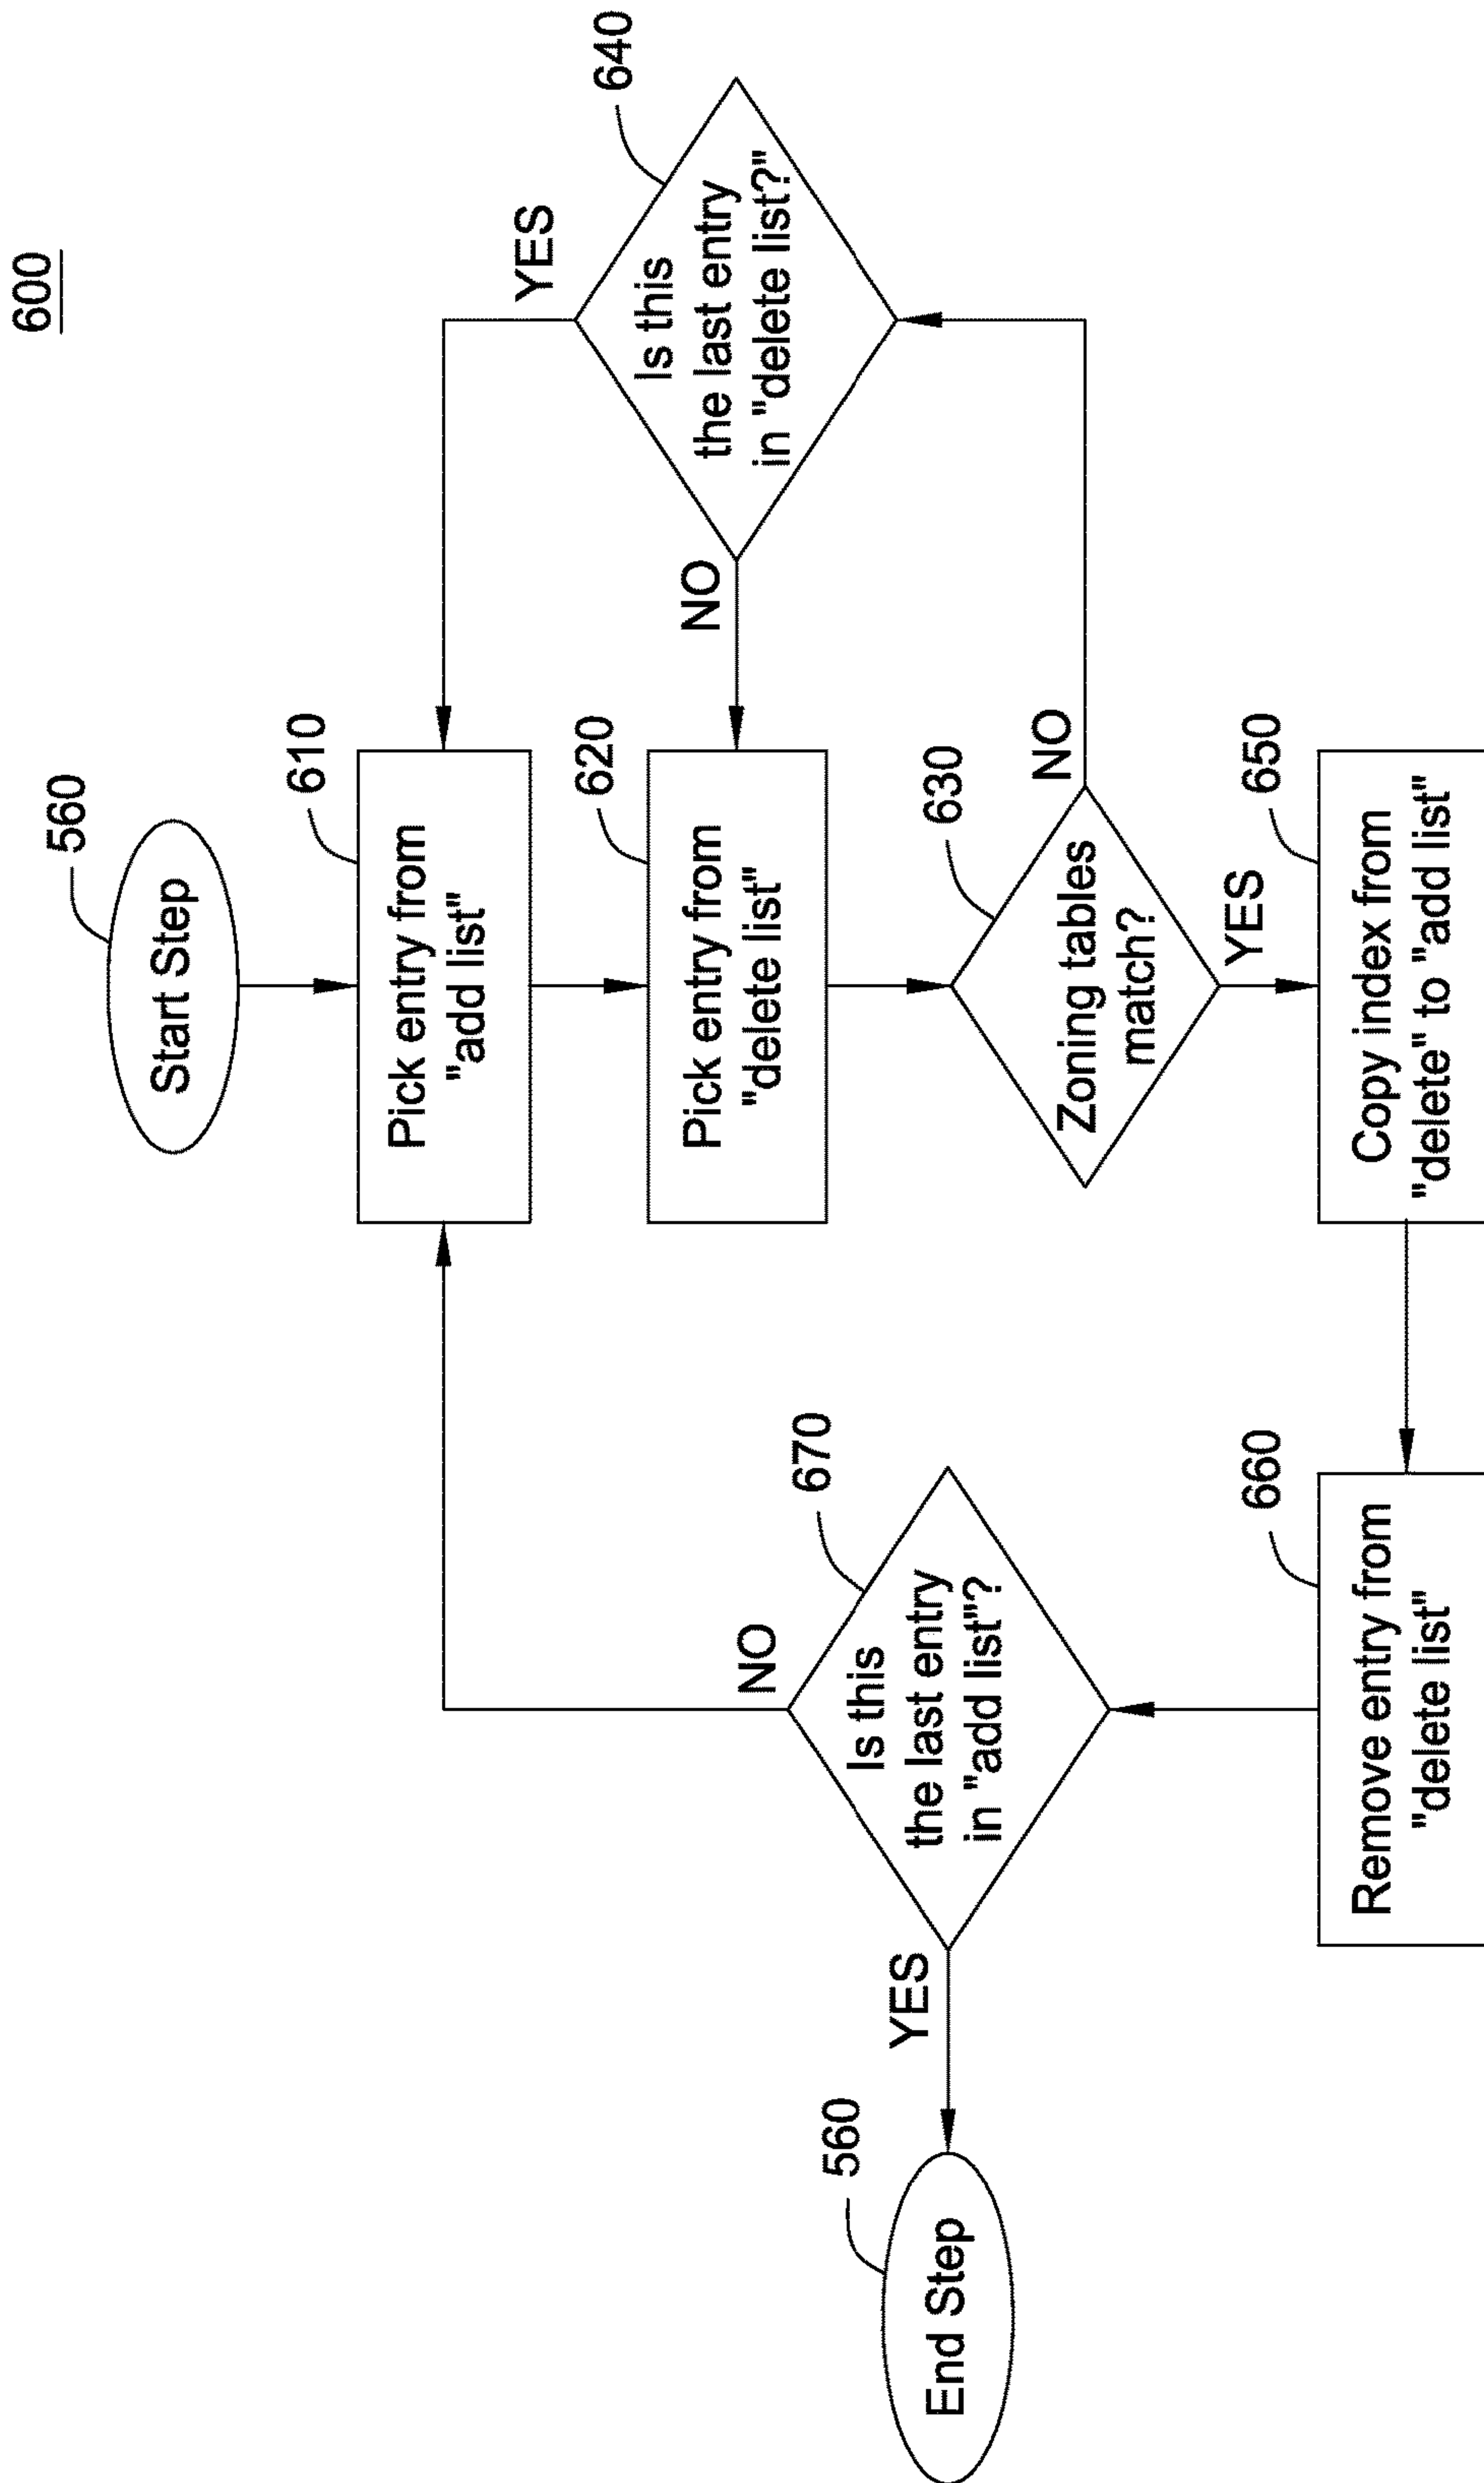 600
560
Start Step
610
Pick entry from
"add list"
620
Pick entry from
"delete list"
630
Zoning tables
match?
NO
YES
640
Is this
the last entry
in "delete list?"
YES
NO
650
Copy index from
"delete" to "add list"
660
Remove entry from
"delete list"
670
Is this
the last entry
in "add list"?
NO
YES
560
End Step